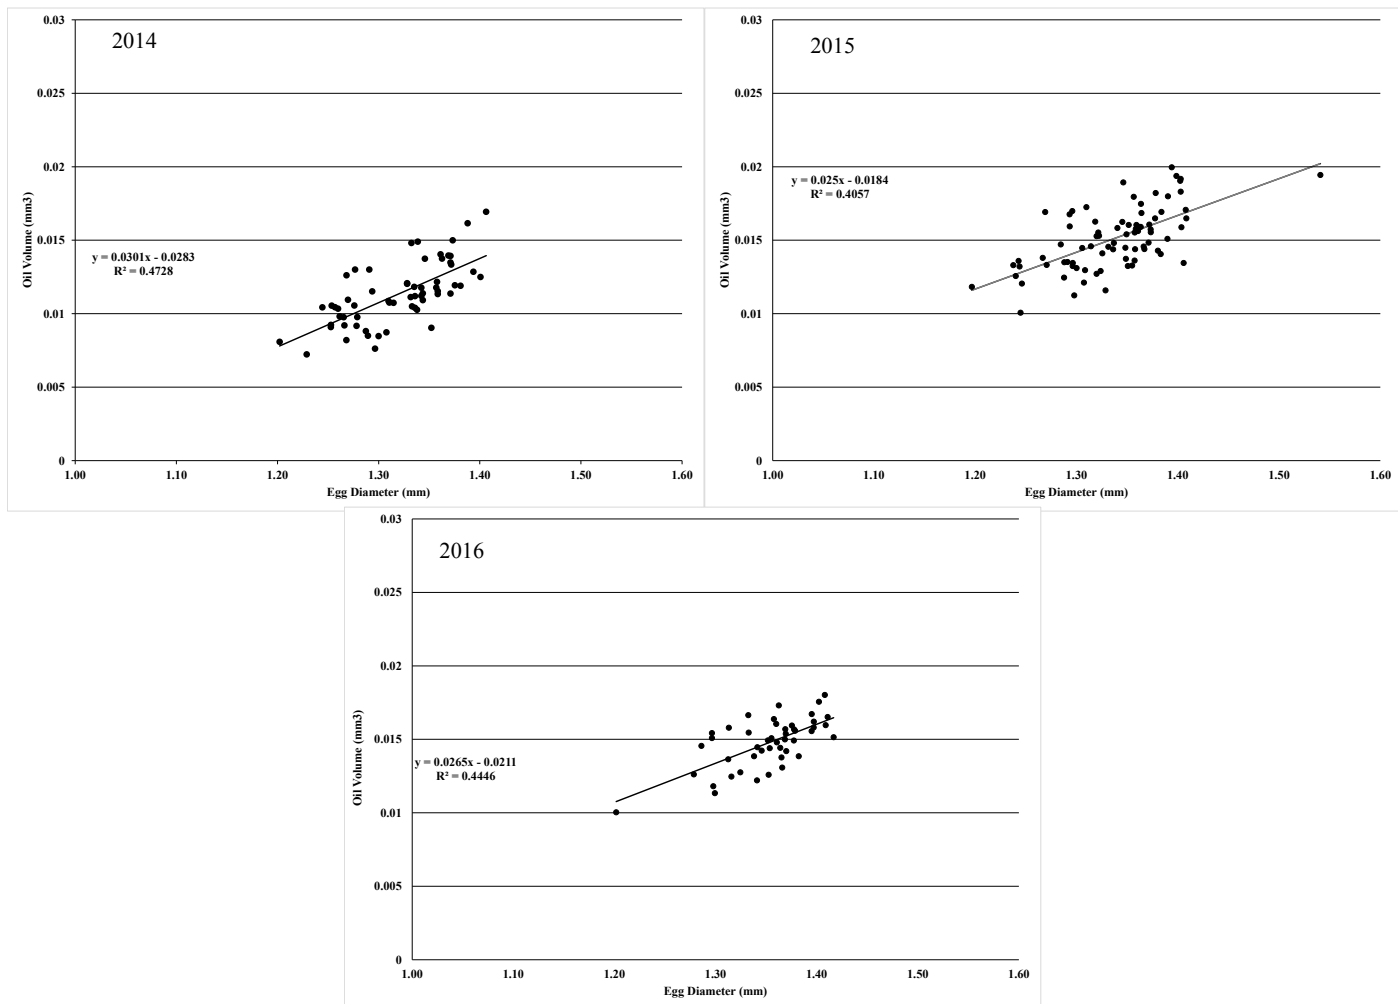 2014
0.03
0.025
0.02
0.015
0.01
0.005
0
Oil Volume (mm3)
y = 0.0301x - 0.0283
R² = 0.4728
1.00 1.10 1.20 1.30 1.40 1.50 1.60
Egg Diameter (mm)
2015
0.03
0.025
0.02
0.015
0.01
0.005
0
Oil Volume (mm3)
y = 0.025x - 0.0184
R² = 0.4057
1.00 1.10 1.20 1.30 1.40 1.50 1.60
Egg Diameter (mm)
2016
0.03
0.025
0.02
0.015
0.01
0.005
0
Oil Volume (mm3)
y = 0.0265x - 0.0211
R² = 0.4446
1.00 1.10 1.20 1.30 1.40 1.50 1.60
Egg Diameter (mm)